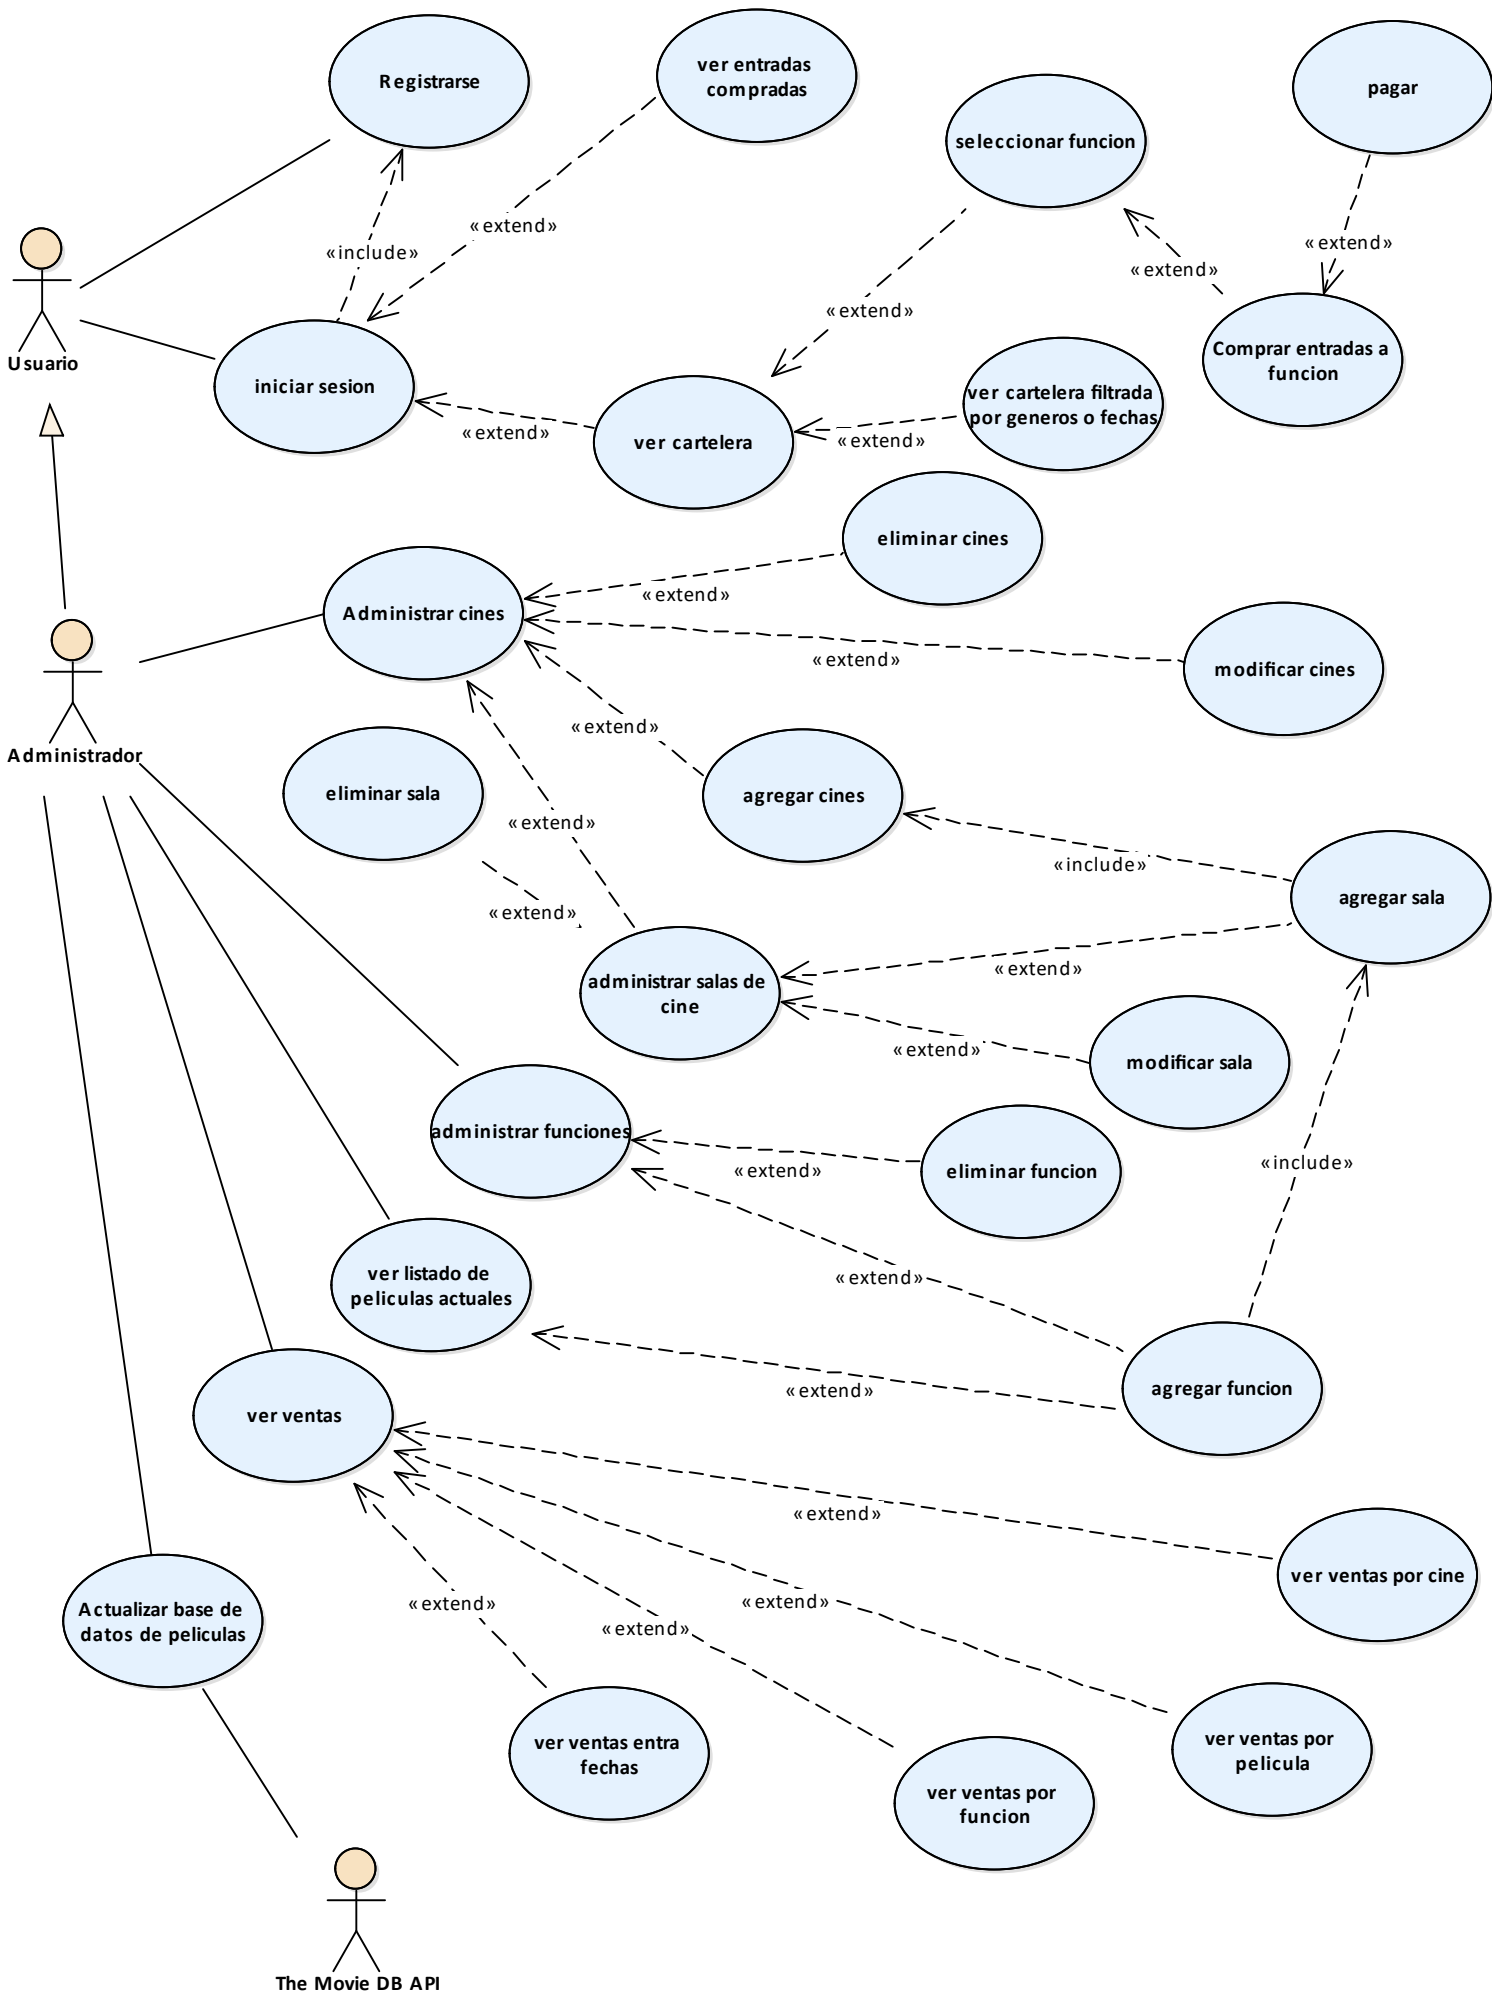 Registrarse
ver entradas
compradas
seleccionar funcion
pagar
«extend»
«include»
«extend»
«extend»
«extend»
Usuario
iniciar sesion
«extend»
ver cartelera
«extend»
ver cartelera filtrada
por generos o fechas
Comprar entradas a
funcion
eliminar cines
«extend»
Administrar cines
«extend»
modificar cines
Administrador
«extend»
eliminar sala
«extend»
agregar cines
«include»
agregar sala
«extend»
«extend»
administrar salas de
cine
«extend»
modificar sala
administrar funciones
«extend»
eliminar funcion
«include»
«extend»
ver listado de
peliculas actuales
«extend»
agregar funcion
ver ventas
«extend»
ver ventas por cine
«extend»
«extend»
«extend»
Actualizar base de
datos de peliculas
ver ventas entra
fechas
ver ventas por
funcion
ver ventas por
pelicula
The Movie DB API